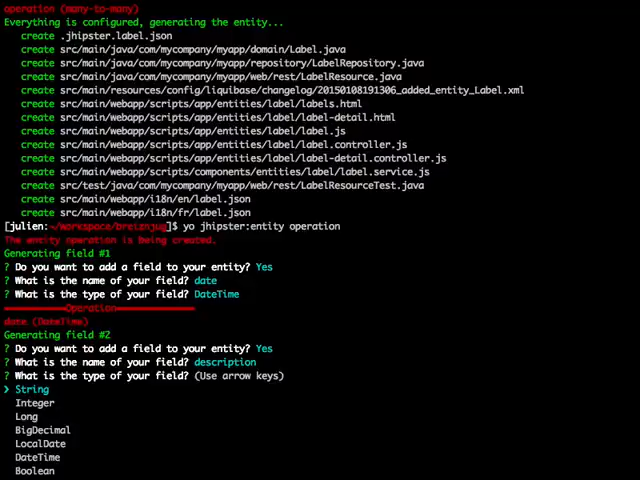 operation (many-to-many)
Everything is configured, generating the entity...
create .jhipster.label.json
create src/main/java/com/mycompany/myapp/domain/Label.java
create src/main/java/com/mycompany/myapp/repository/LabelRepository.java
create src/main/java/com/mycompany/myapp/web/rest/LabelResource.java
create src/main/resources/config/liquibase/changelog/20150108191306_added_entity_Label.xml
create src/main/webapp/scripts/app/entities/label/labels.html
create src/main/webapp/scripts/app/entities/label/label-detail.html
create src/main/webapp/scripts/app/entities/label/label.js
create src/main/webapp/scripts/app/entities/label/label.controller.js
create src/main/webapp/scripts/app/entities/label/label-detail.controller.js
create src/main/webapp/scripts/components/entities/label/label.service.js
create src/test/java/com/mycompany/myapp/web/rest/LabelResourceTest.java
create src/main/webapp/i18n/en/label.json
create src/main/webapp/i18n/fr/label.json
[julien:~/workspace/breizhjug]$ yo jhipster:entity operation
The entity operation is being created.
Generating field #1
? Do you want to add a field to your entity? Yes
? What is the name of your field? date
? What is the type of your field? DateTime
===========Operation==============
date (DateTime)
Generating field #2
? Do you want to add a field to your entity? Yes
? What is the name of your field? description
? What is the type of your field? (Use arrow keys)
❯ String
Integer
Long
BigDecimal
LocalDate
DateTime
Boolean